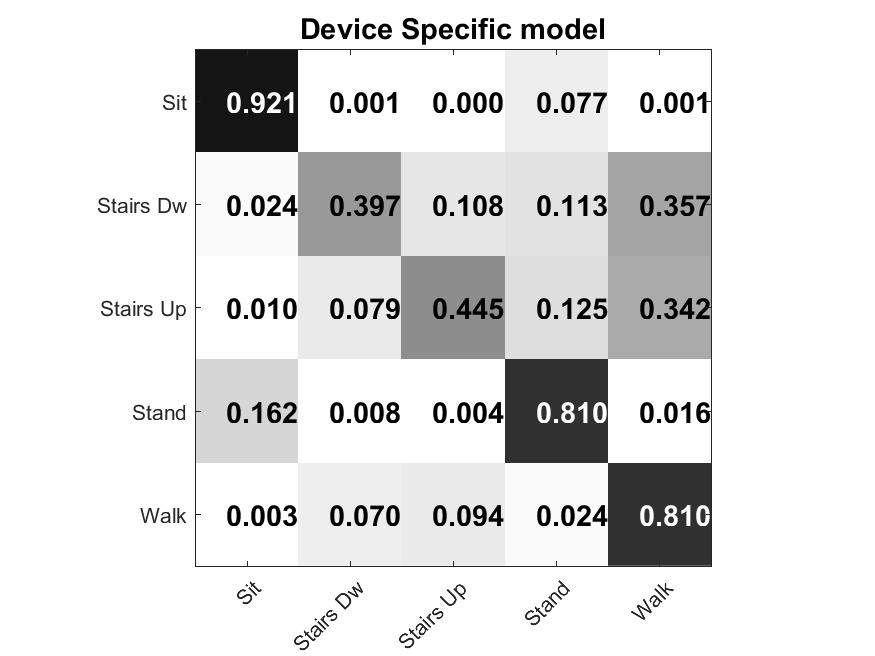 Device Specific model
Sit 0.921 0.001 0.000 0.077 0.001
Stairs Dw 0.024 0.397 0.108 0.113 0.357
Stairs Up 0.010 0.079 0.445 0.125 0.342
Stand 0.162 0.008 0.004 0.810 0.016
Walk 0.003 0.070 0.094 0.024 0.810
Sit Stairs Dw Stairs Up Stand Walk